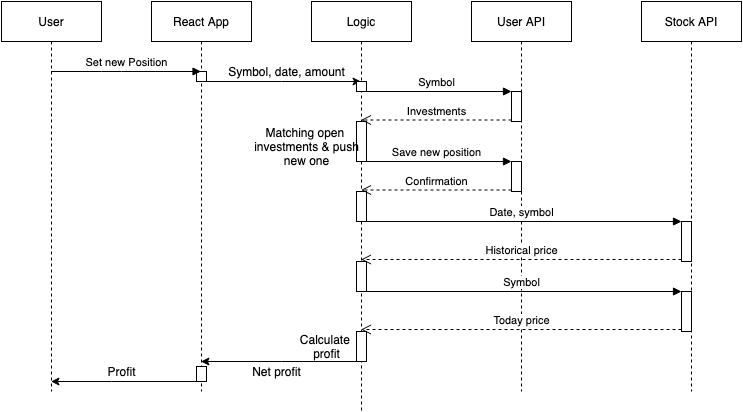 User
React App
Logic
User API
Stock API
Set new Position
Symbol, date, amount
Symbol
Investments
Matching open
investments & push
new one
Save new position
Confirmation
Date, symbol
Historical price
Symbol
Today price
Calculate
profit
Net profit
Profit